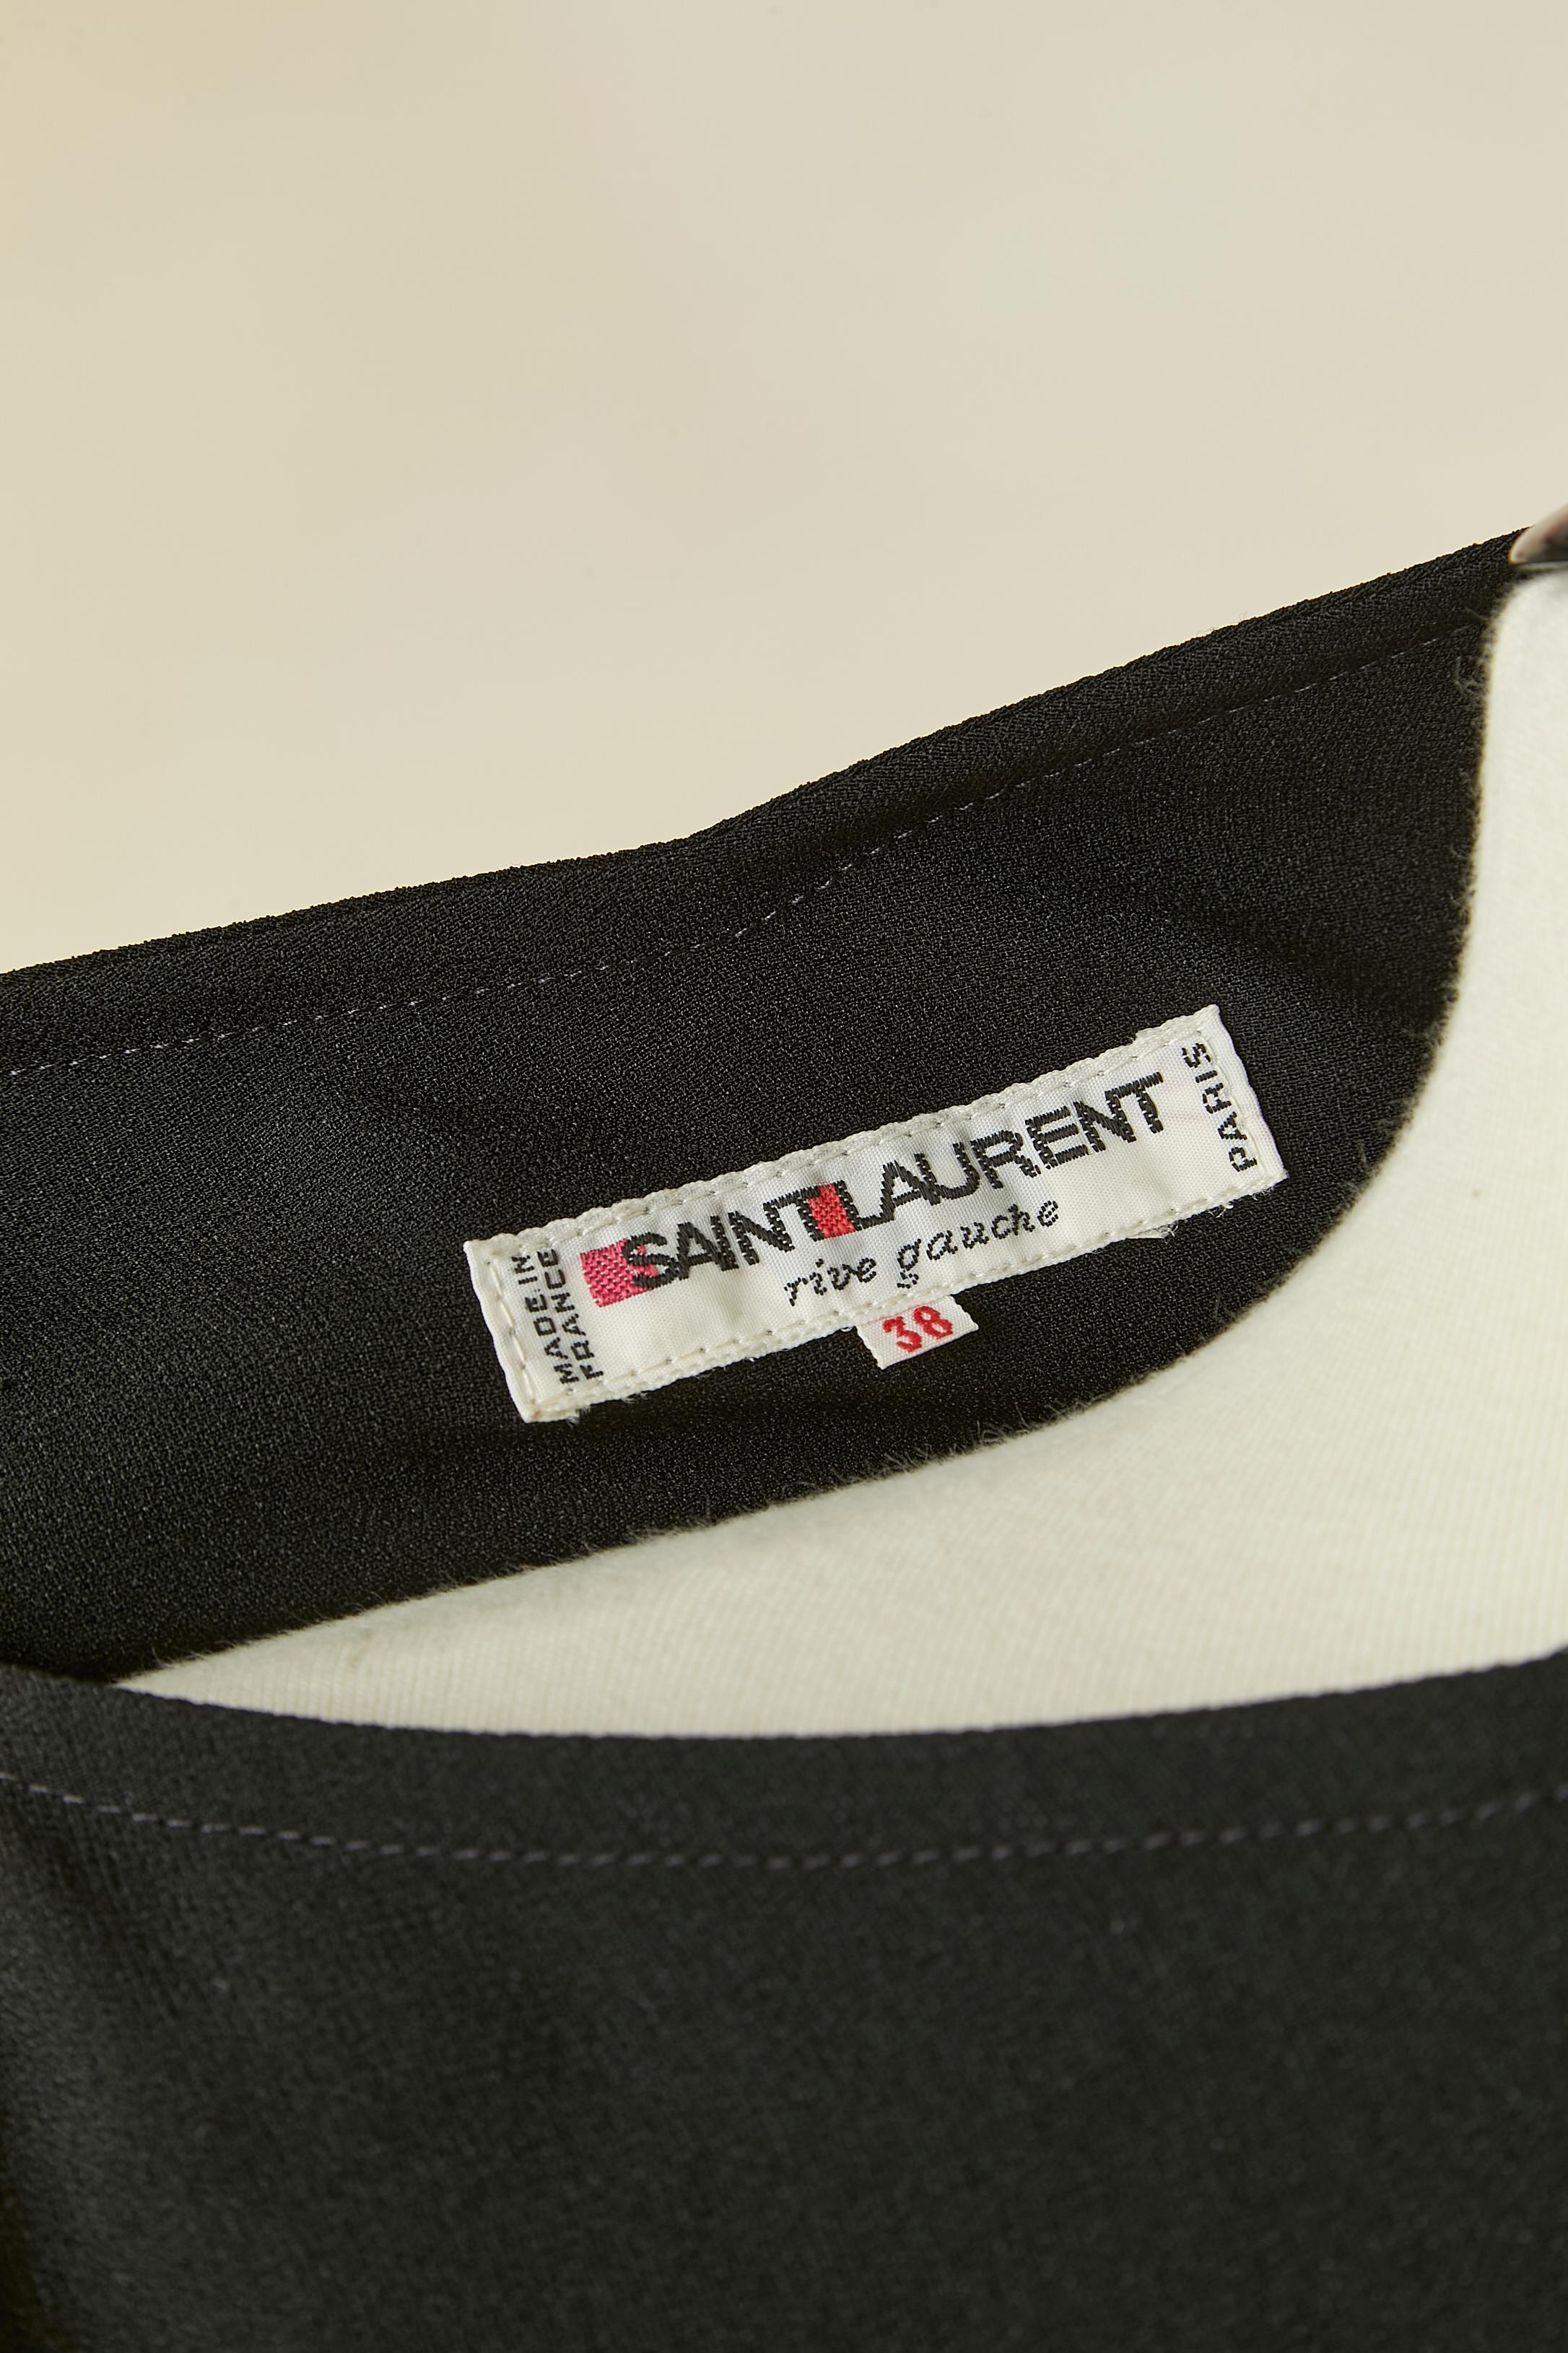 MADE IN
FRANCE
SAINT LAURENT
rive gauche
PARIS
38